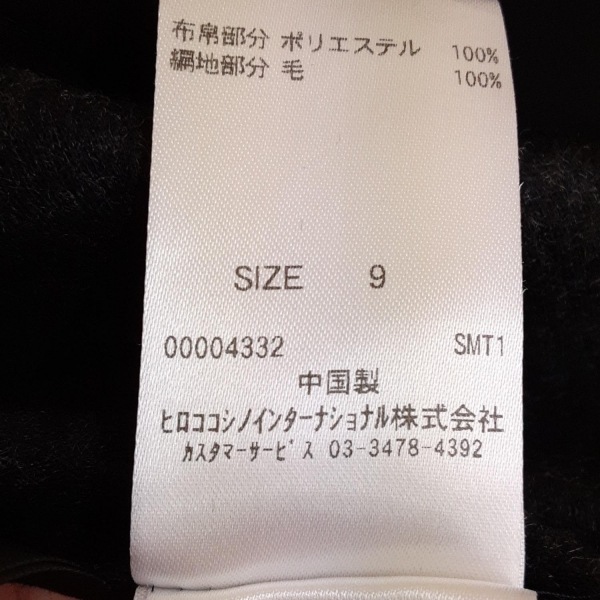 布帛部分 ポリエステル 100%
編地部分 毛 100%
SIZE 9
00004332 SMT1
中国製
ﾋﾛｺｺｼﾉｲﾝﾀｰﾅｼｮﾅﾙ株式会社
ｶｽﾀﾏｰｻｰﾋﾞｽ 03-3478-4392